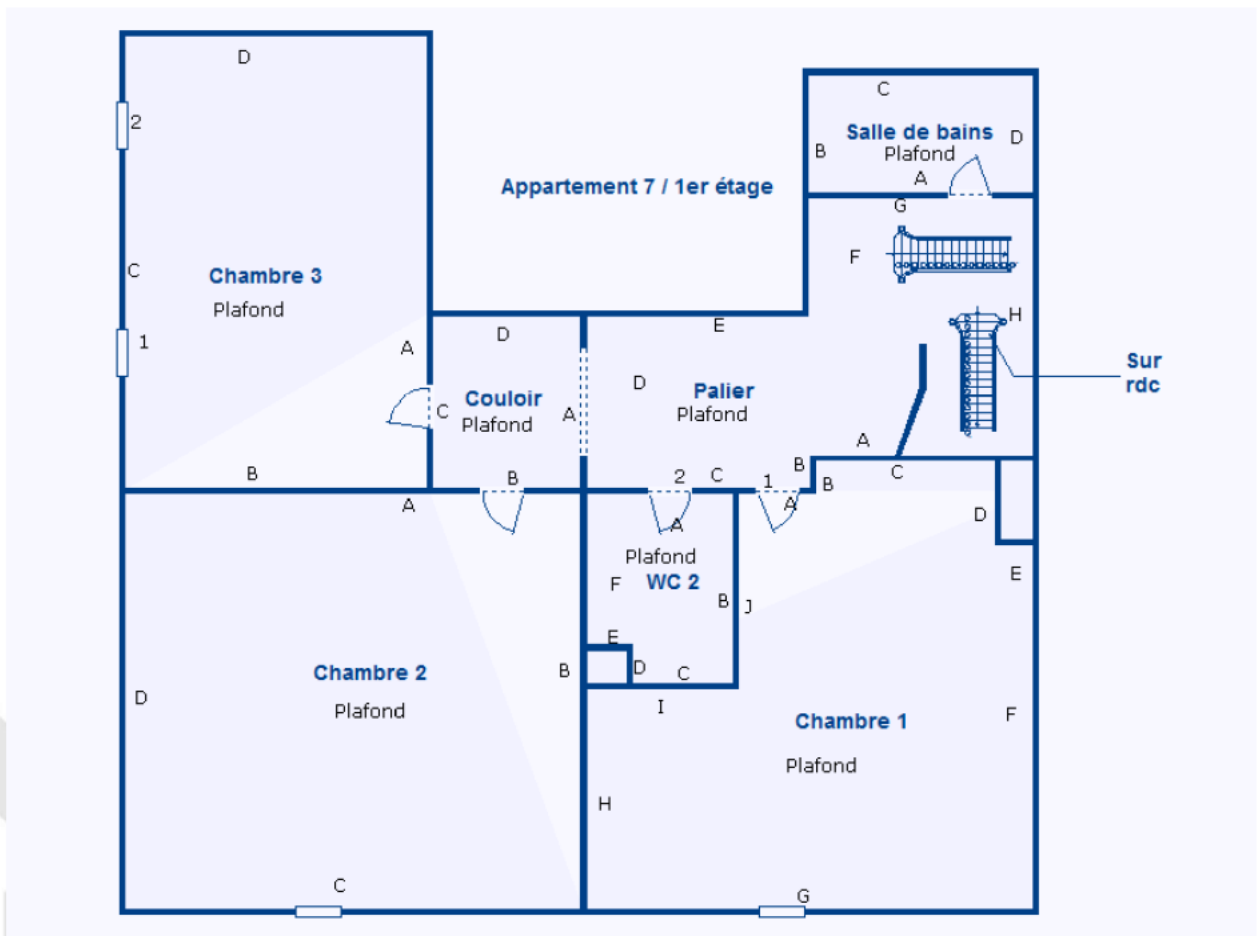 D
C
2
Salle de bains
D
B
Plafond
A
Appartement 7 / 1er étage
G
F
C
Chambre 3
Plafond
H
E
D
1
A
Sur
rdc
D
Palier
Couloir
C
A
Plafond
Plafond
A
B
B
C
B
2
C
1
B
A
A
D
A
Plafond
E
F
WC 2
B
J
E
Chambre 2
B
D
C
D
I
F
Plafond
Chambre 1
Plafond
H
C
G